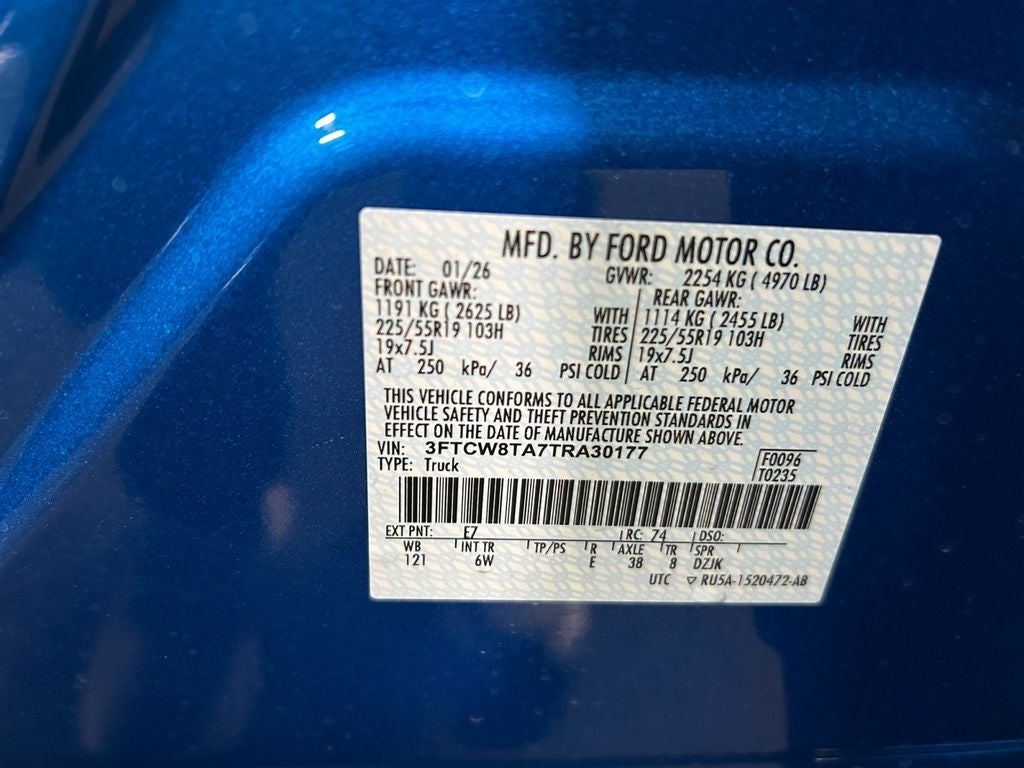 MFD. BY FORD MOTOR CO.
DATE: 01/26 GVWR: 2254 KG ( 4970 LB)
FRONT GAWR: REAR GAWR:
1191 KG ( 2625 LB) WITH 1114 KG ( 2455 LB) WITH
225/55R19 103H TIRES 225/55R19 103H TIRES
19x7.5J RIMS 19x7.5J RIMS
AT 250 kPa/ 36 PSI COLD AT 250 kPa/ 36 PSI COLD
THIS VEHICLE CONFORMS TO ALL APPLICABLE FEDERAL MOTOR
VEHICLE SAFETY AND THEFT PREVENTION STANDARDS IN
EFFECT ON THE DATE OF MANUFACTURE SHOWN ABOVE.
VIN: 3FTCW8TA7TRA30177 F0096
TYPE: Truck T0235
EXT PNT: E7 RC: 74 DSO:
WB INT TR TP/PS R AXLE TR SPR
121 6W E 38 8 DZJK
UTC ▽ RU5A-1520472-AB